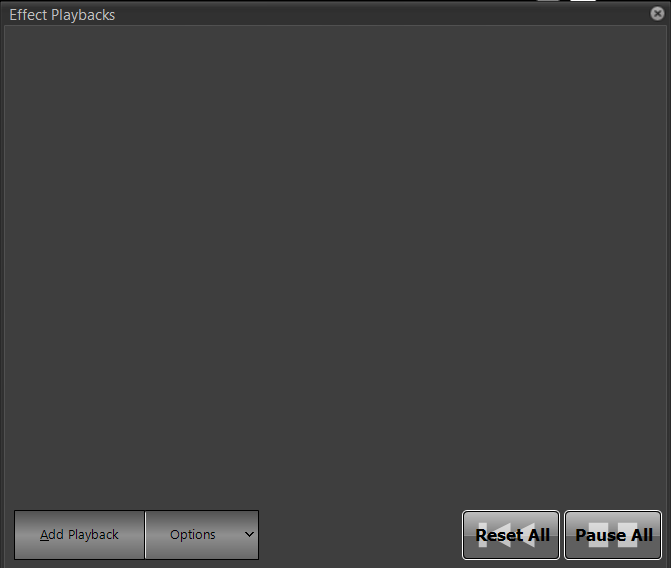 Effect Playbacks
Add Playback
Options
Reset All
Pause All